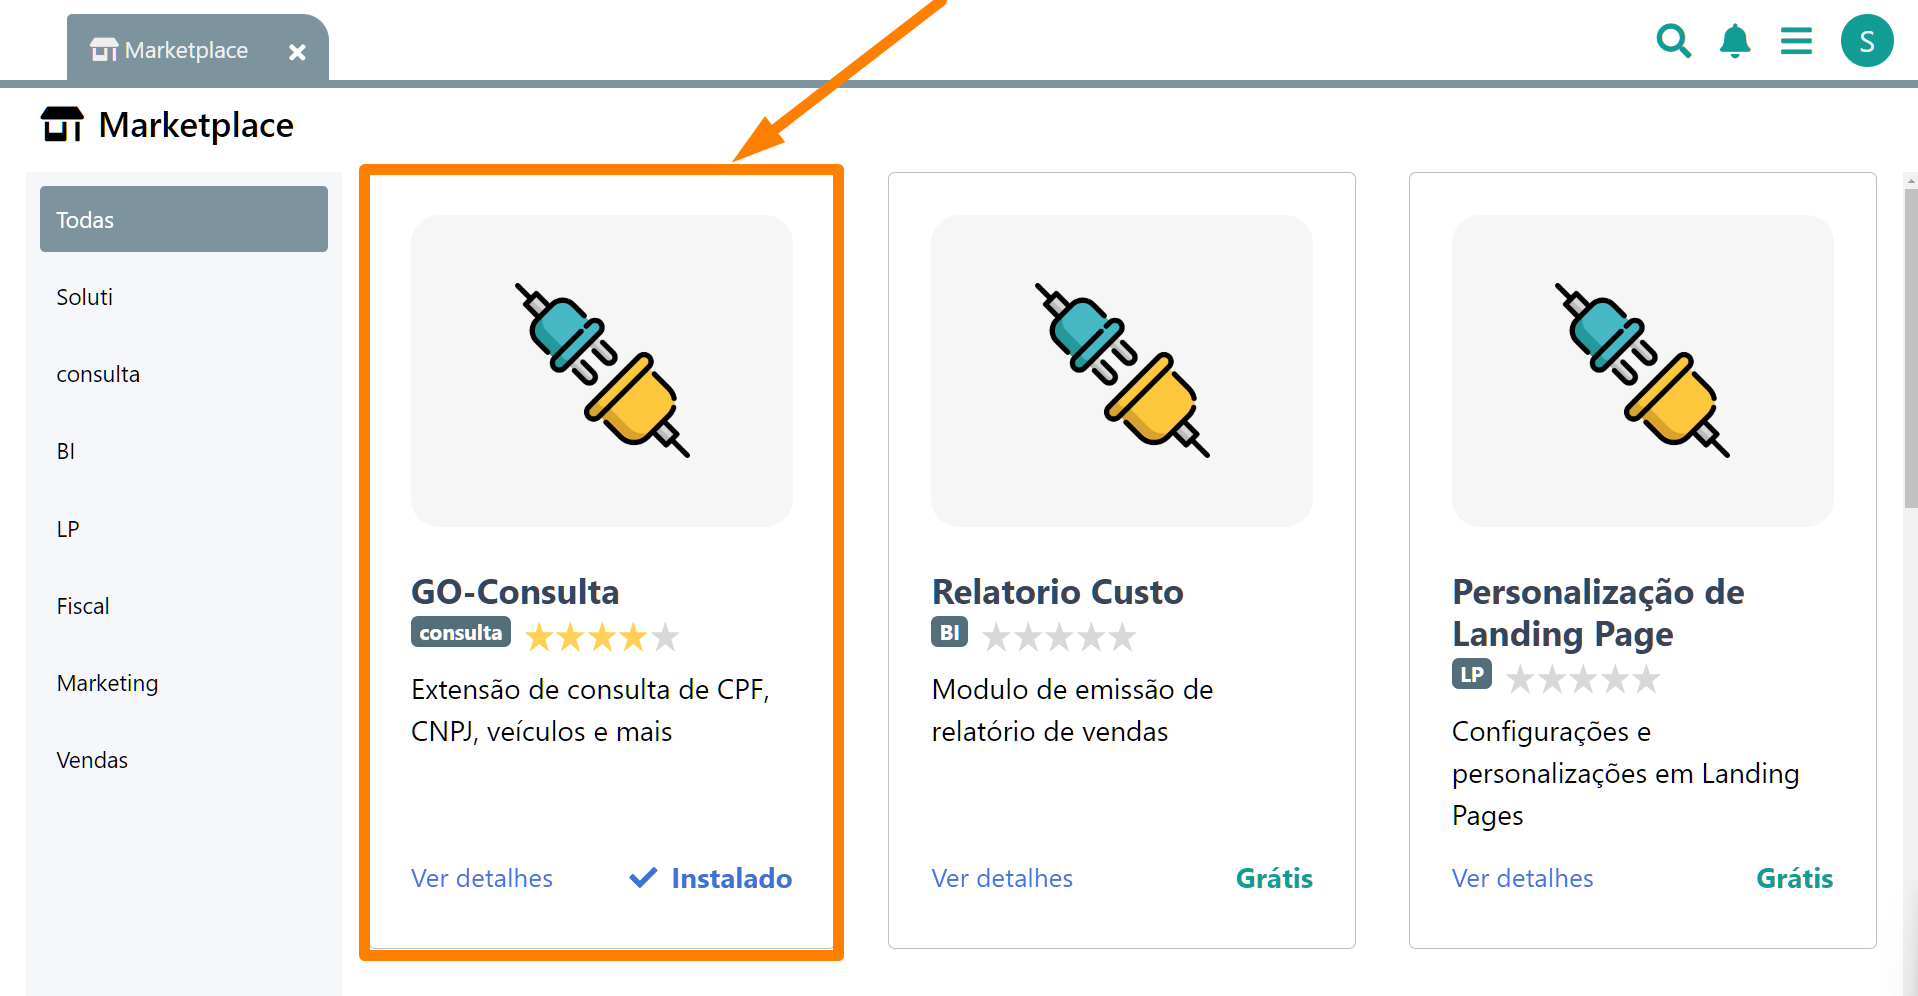 Marketplace
S
Marketplace
Todas
Soluti
consulta
BI
LP
Fiscal
Marketing
Vendas
GO-Consulta
consulta
Extensão de consulta de CPF,
CNPJ, veículos e mais
Ver detalhes
Instalado
Relatorio Custo
BI
Modulo de emissão de
relatório de vendas
Ver detalhes
Grátis
Personalização de
Landing Page
LP
Configurações e
personalizações em Landing
Pages
Ver detalhes
Grátis